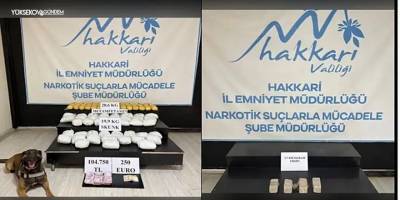 YÜKSEKOVA GÜNDEM
hakkari
Valiliği
HAKKARİ
İL EMNİYET MÜDÜRLÜĞÜ
NARKOTİK SUÇLARLA MÜCADELE
ŞUBE MÜDÜRLÜĞÜ
SKUNK
104.750
TL
250
EURO
hakkari
Valiliği
HAKKARİ
İL EMNİYET MÜDÜRLÜĞÜ
NARKOTİK SUÇLARLA MÜCADELE
ŞUBE MÜDÜRLÜĞÜ